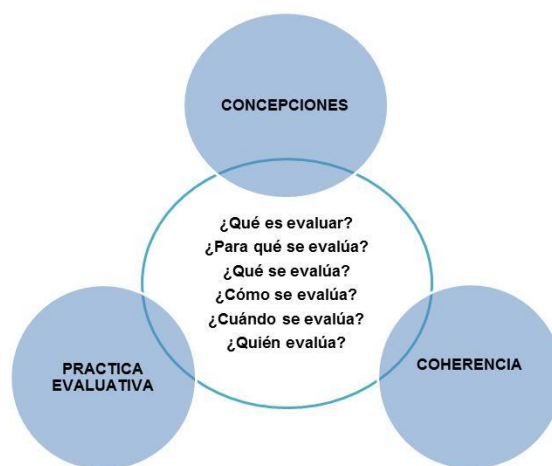 CONCEPCIONES
¿Qué es evaluar?
¿Para qué se evalúa?
¿Qué se evalúa?
¿Cómo se evalúa?
¿Cuándo se evalúa?
¿Quién evalúa?
PRACTICA
EVALUATIVA
COHERENCIA